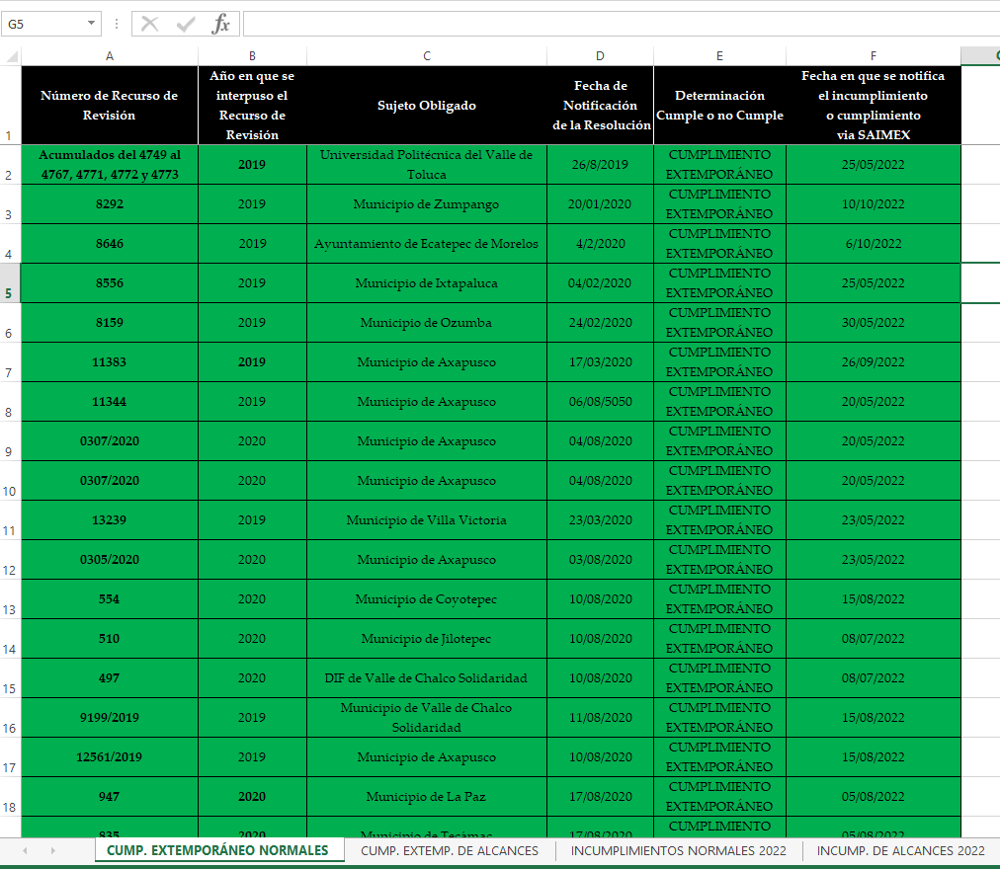 G5
fx
A B C D E F G
1 Número de Recurso de Revisión Año en que se interpuso el Recurso de Revisión Sujeto Obligado Fecha de Notificación de la Resolución Determinación Cumple o no Cumple Fecha en que se notifica el incumplimiento o cumplimiento via SAIMEX
2 Acumulados del 4749 al 4767, 4771, 4772 y 4773 2019 Universidad Politécnica del Valle de Toluca 26/8/2019 CUMPLIMIENTO EXTEMPORÁNEO 25/05/2022
3 8292 2019 Municipio de Zumpango 20/01/2020 CUMPLIMIENTO EXTEMPORÁNEO 10/10/2022
4 8646 2019 Ayuntamiento de Ecatepec de Morelos 4/2/2020 CUMPLIMIENTO EXTEMPORÁNEO 6/10/2022
5 8556 2019 Municipio de Ixtapaluca 04/02/2020 CUMPLIMIENTO EXTEMPORÁNEO 25/05/2022
6 8159 2019 Municipio de Ozumba 24/02/2020 CUMPLIMIENTO EXTEMPORÁNEO 30/05/2022
7 11383 2019 Municipio de Axapusco 17/03/2020 CUMPLIMIENTO EXTEMPORÁNEO 26/09/2022
8 11344 2019 Municipio de Axapusco 06/08/5050 CUMPLIMIENTO EXTEMPORÁNEO 20/05/2022
9 0307/2020 2020 Municipio de Axapusco 04/08/2020 CUMPLIMIENTO EXTEMPORÁNEO 20/05/2022
10 0307/2020 2020 Municipio de Axapusco 04/08/2020 CUMPLIMIENTO EXTEMPORÁNEO 20/05/2022
11 13239 2019 Municipio de Villa Victoria 23/03/2020 CUMPLIMIENTO EXTEMPORÁNEO 23/05/2022
12 0305/2020 2020 Municipio de Axapusco 03/08/2020 CUMPLIMIENTO EXTEMPORÁNEO 23/05/2022
13 554 2020 Municipio de Coyotepec 10/08/2020 CUMPLIMIENTO EXTEMPORÁNEO 15/08/2022
14 510 2020 Municipio de Jilotepec 10/08/2020 CUMPLIMIENTO EXTEMPORÁNEO 08/07/2022
15 497 2020 DIF de Valle de Chalco Solidaridad 10/08/2020 CUMPLIMIENTO EXTEMPORÁNEO 08/07/2022
16 9199/2019 2019 Municipio de Valle de Chalco Solidaridad 11/08/2020 CUMPLIMIENTO EXTEMPORÁNEO 15/08/2022
17 12561/2019 2019 Municipio de Axapusco 10/08/2020 CUMPLIMIENTO EXTEMPORÁNEO 15/08/2022
18 947 2020 Municipio de La Paz 17/08/2020 CUMPLIMIENTO EXTEMPORÁNEO 05/08/2022
835 2020 Municipio de Tecámac 17/08/2020 CUMPLIMIENTO 05/08/2022
CUMP. EXTEMPORÁNEO NORMALES CUMP. EXTEMP. DE ALCANCES INCUMPLIMIENTOS NORMALES 2022 INCUMP. DE ALCANCES 2022